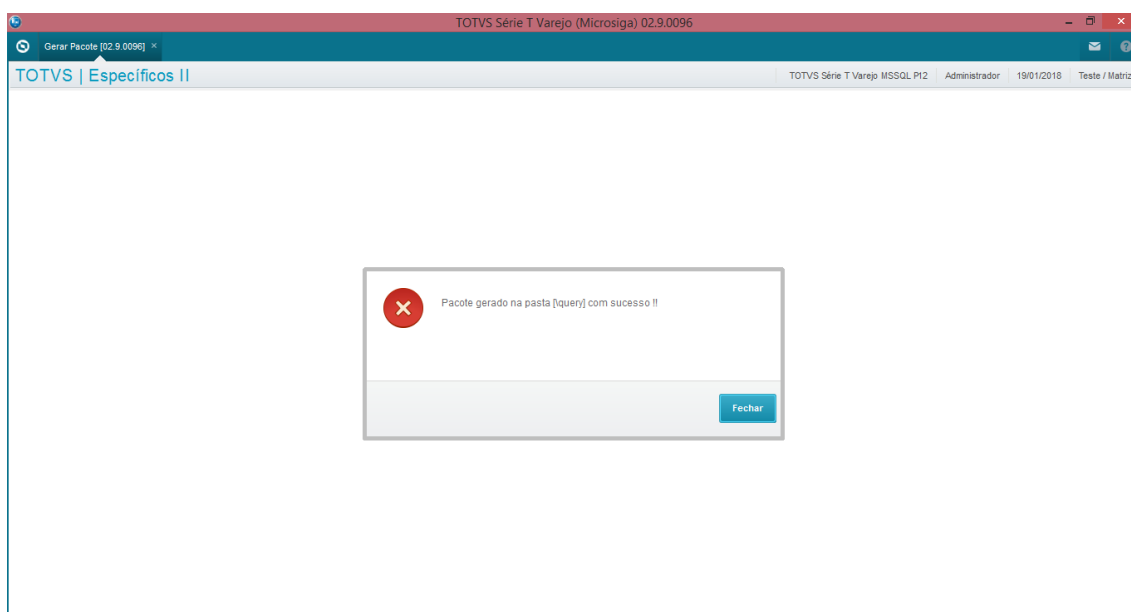 TOTVS Série T Varejo (Microsiga) 02.9.0096
Gerar Pacote [02.9.0096] ×
TOTVS | Específicos II
TOTVS Série T Varejo MSSQL P12 Administrador 19/01/2018 Teste / Matriz
Pacote gerado na pasta [\query] com sucesso !!
Fechar